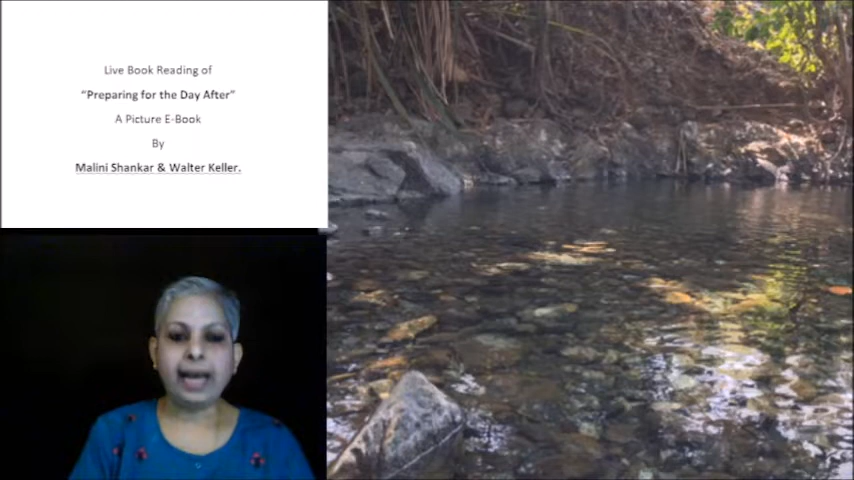 Live Book Reading of
"Preparing for the Day After"
A Picture E-Book
By
Malini Shankar & Walter Keller.